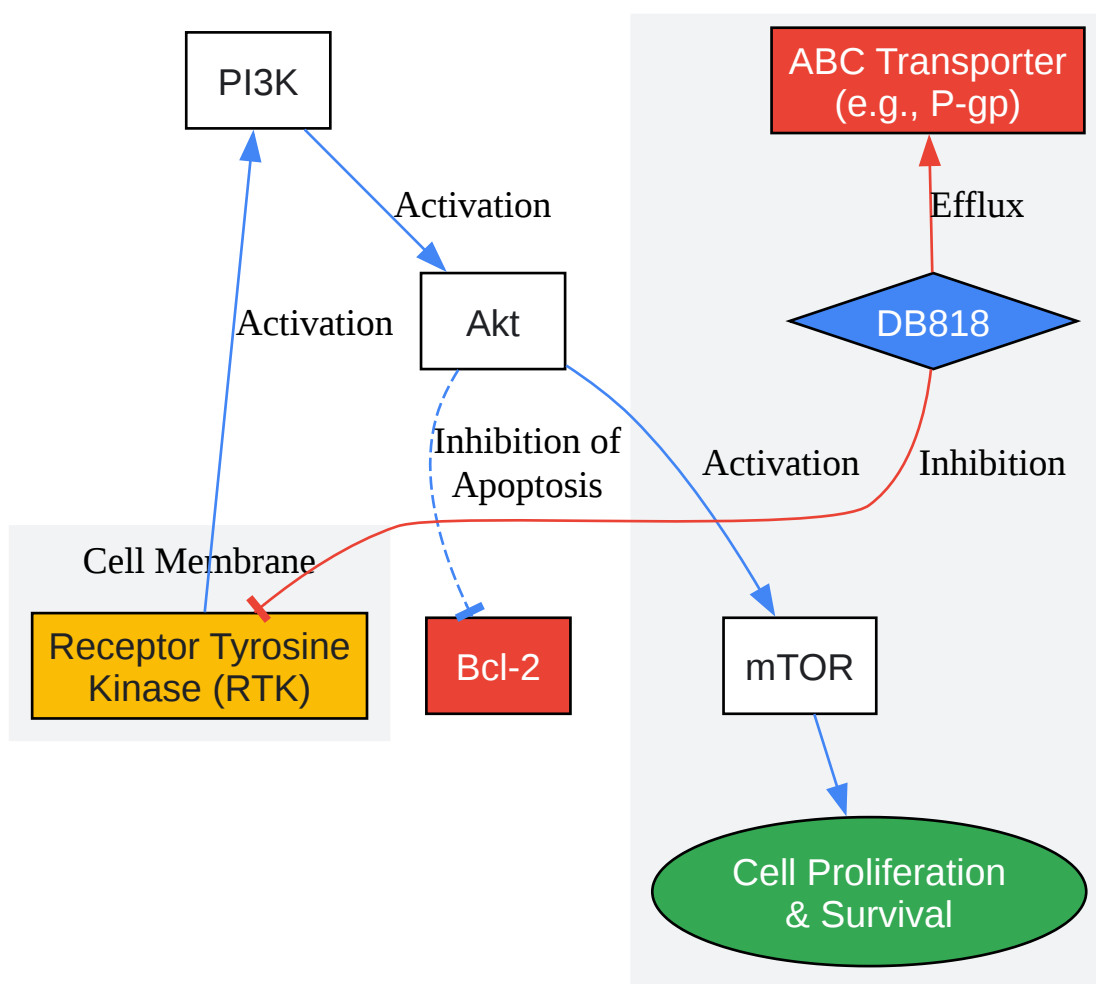 PI3K
ABC Transporter
(e.g., P-gp)
Activation
Efflux
Activation
Akt
DB818
Inhibition of
Apoptosis
Activation
Inhibition
Cell Membrane
Receptor Tyrosine
Kinase (RTK)
Bcl-2
mTOR
Cell Proliferation
& Survival